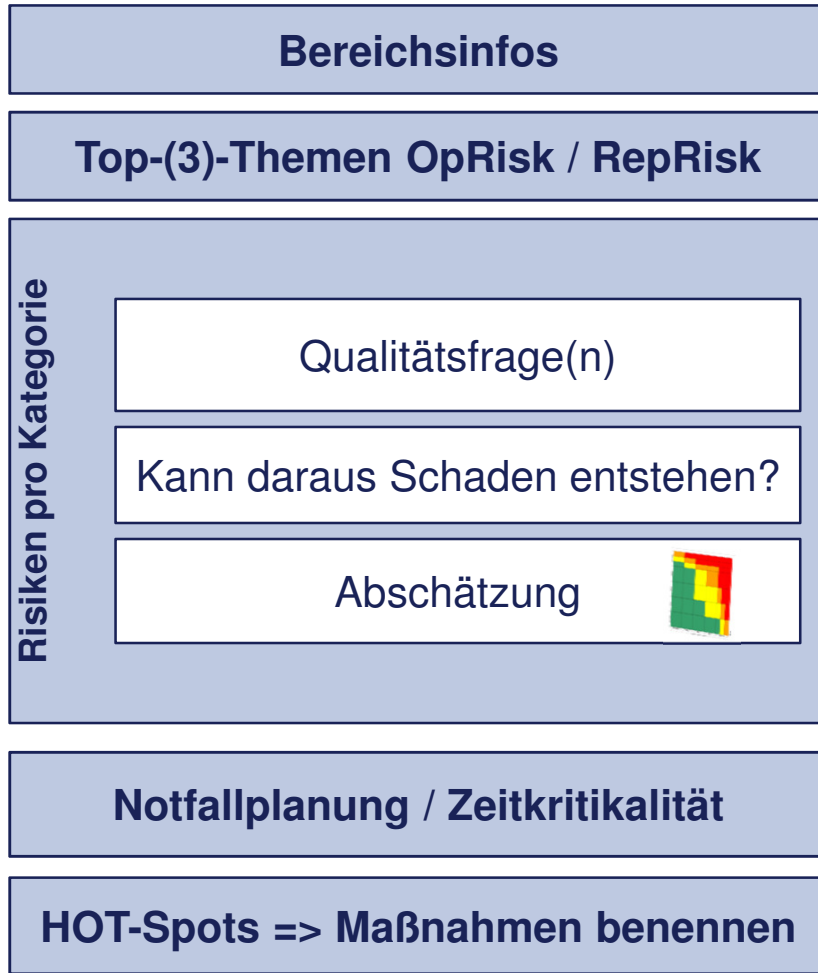 Bereichsinfos
Top-(3)-Themen OpRisk / RepRisk
Risiken pro Kategorie
Qualitätsfrage(n)
Kann daraus Schaden entstehen?
Abschätzung
Notfallplanung / Zeitkritikalität
HOT-Spots => Maßnahmen benennen